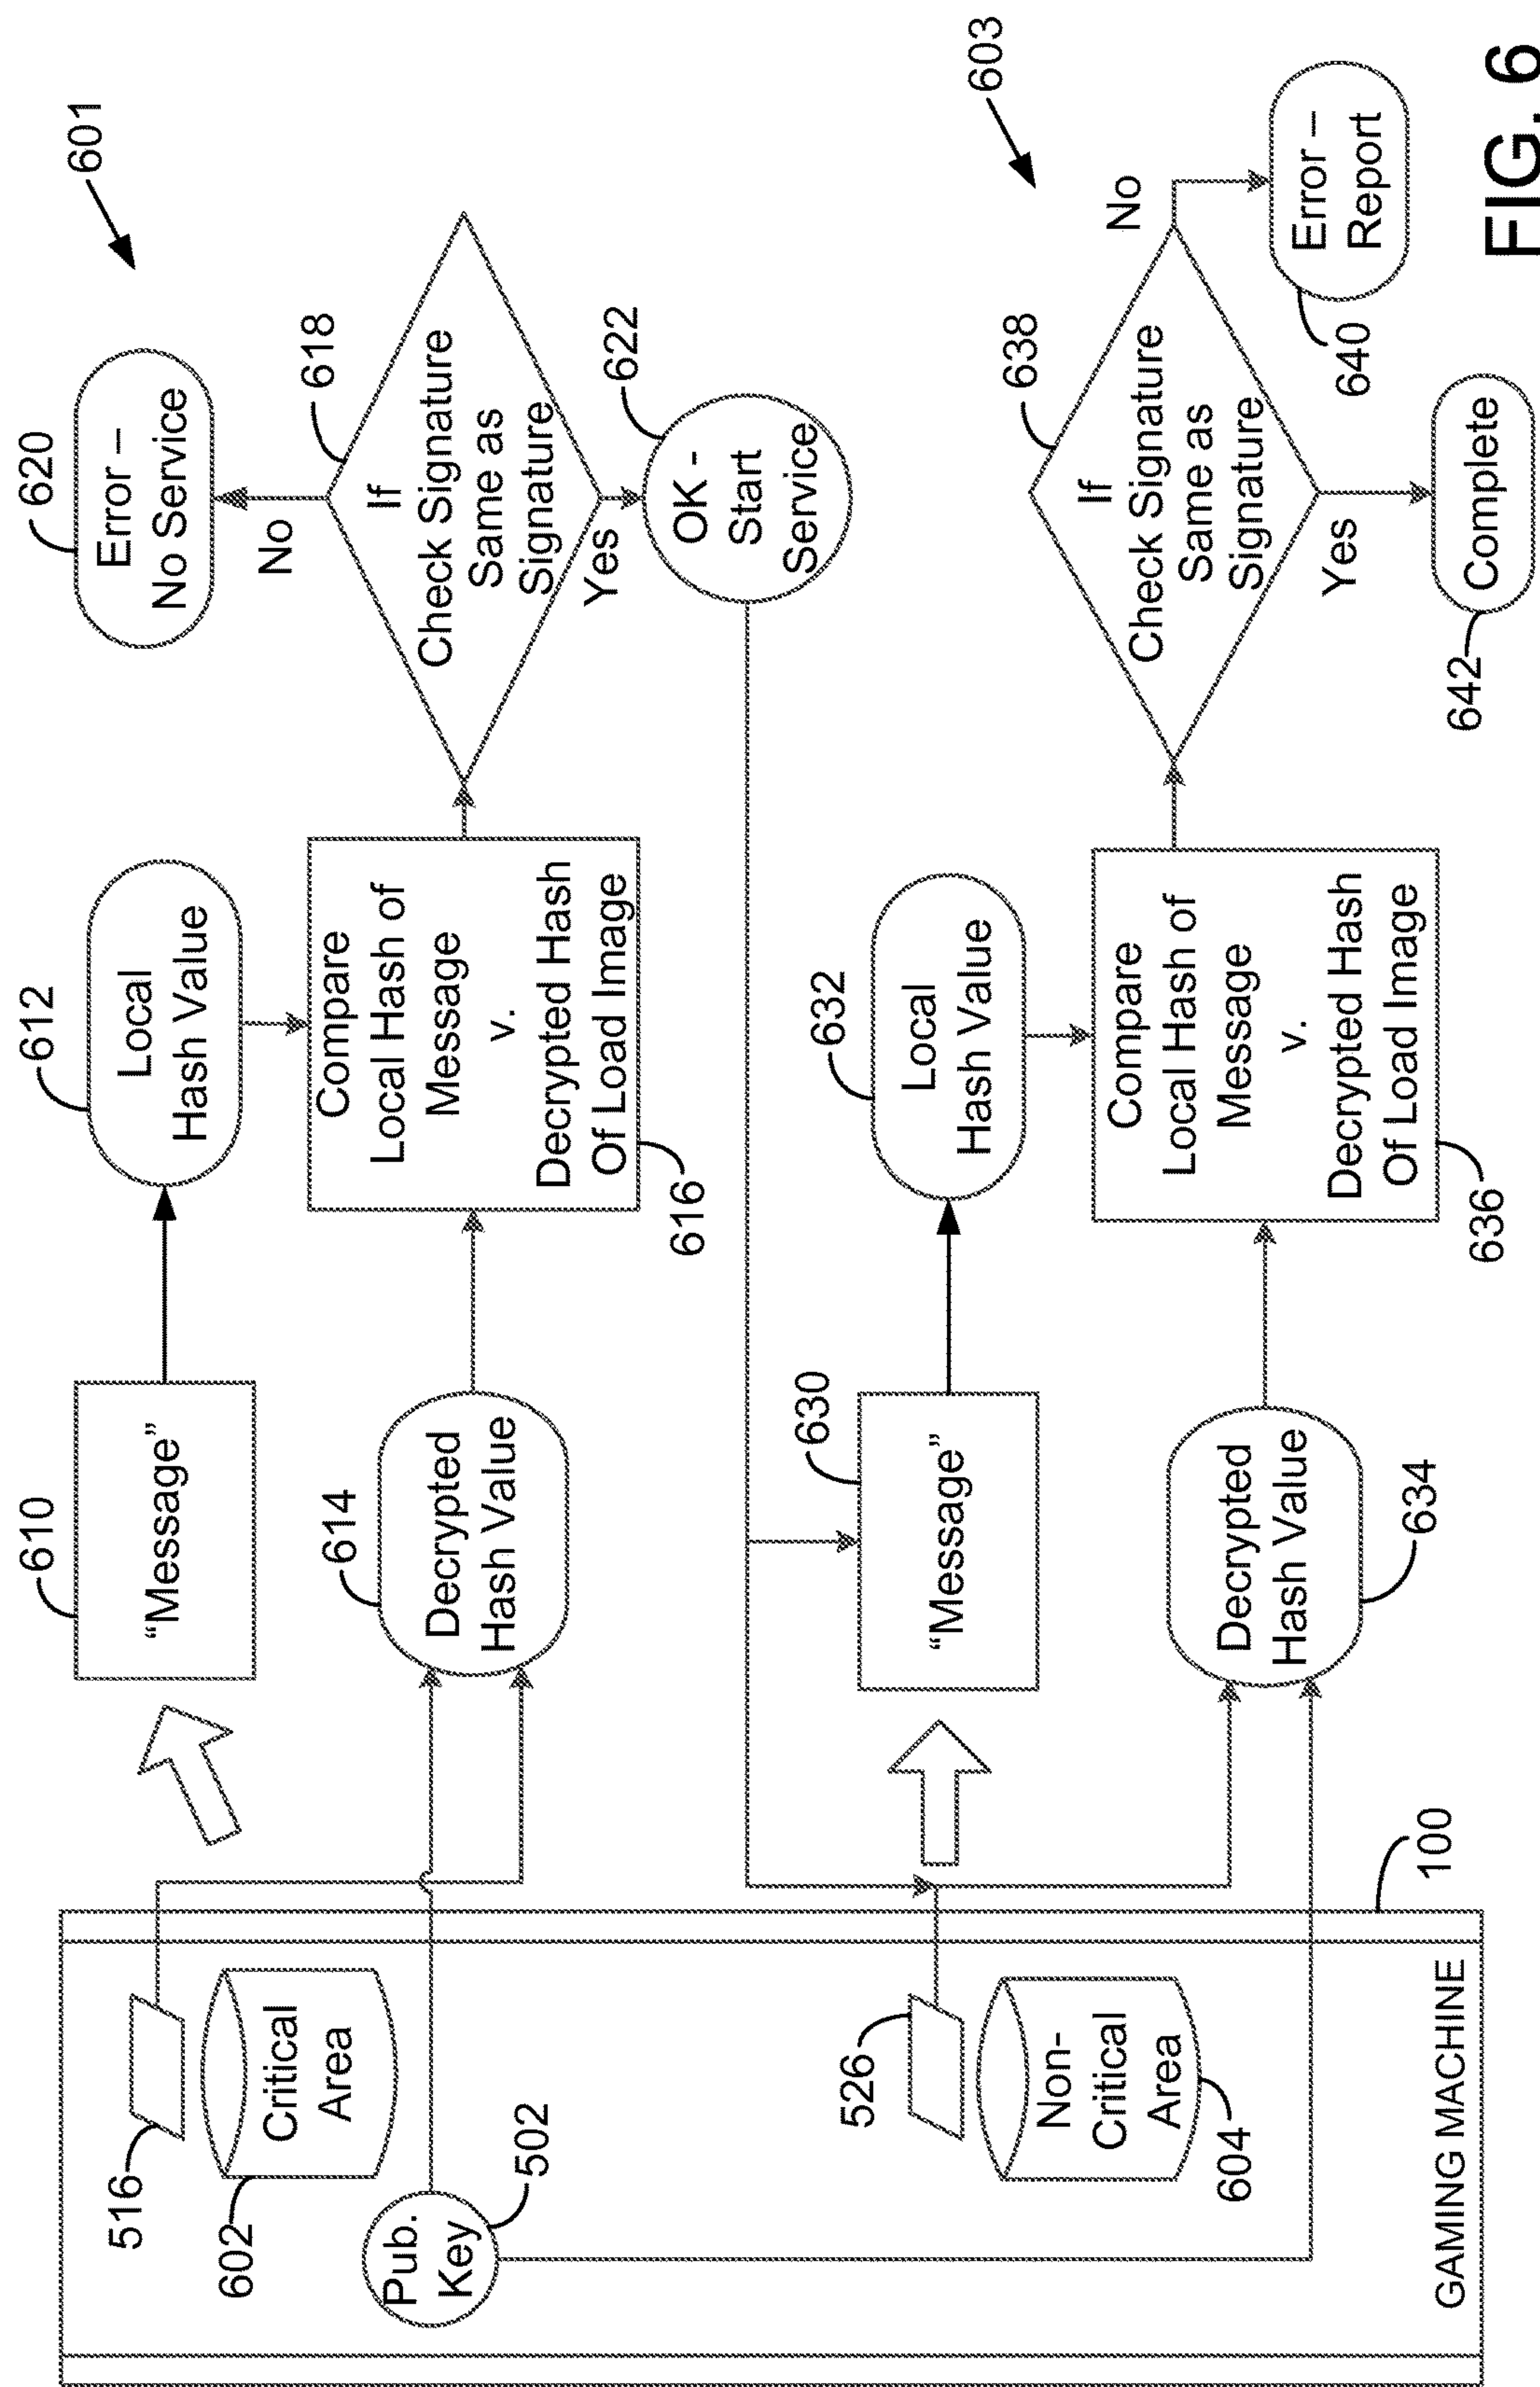 601
620
Error –
No Service
No
618
If
Check Signature
Same as
Signature
Yes
622
OK -
Start
Service
612
Local
Hash Value
Compare
Local Hash of
Message
v.
Decrypted Hash
Of Load Image
616
610
“Message”
614
Decrypted
Hash Value
516
602
Critical
Area
Pub.
Key
502
603
638
If
Check Signature
Same as
Signature
No
Error –
Report
640
Yes
Complete
642
632
Local
Hash Value
Compare
Local Hash of
Message
v.
Decrypted Hash
Of Load Image
636
630
“Message”
Decrypted
Hash Value
634
526
Non-
Critical
Area
604
100
GAMING MACHINE
FIG. 6